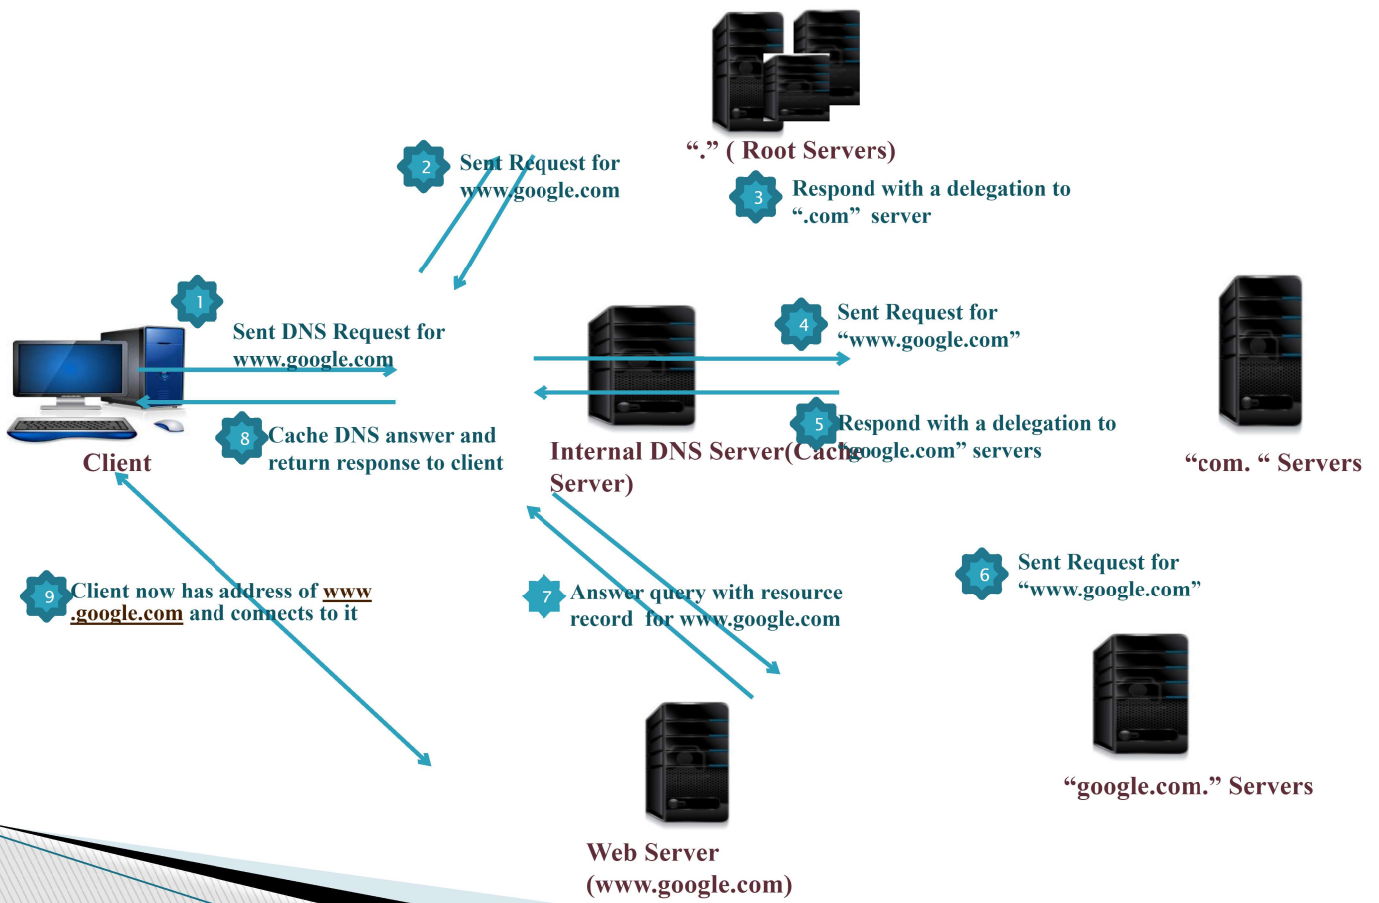 “.” ( Root Servers)
2
Sent Request for
www.google.com
3
Respond with a delegation to
“.com”  server
1
Sent DNS Request for
www.google.com
4
Sent Request for
“www.google.com”
8
Cache DNS answer and
return response to client
5
Respond with a delegation to
“google.com” servers
Client
Internal DNS Server(Cache
Server)
“com. “ Servers
6
Sent Request for
“www.google.com”
9
Client now has address of www
.google.com and connects to it
7
Answer query with resource
record  for www.google.com
“google.com.” Servers
Web Server
(www.google.com)